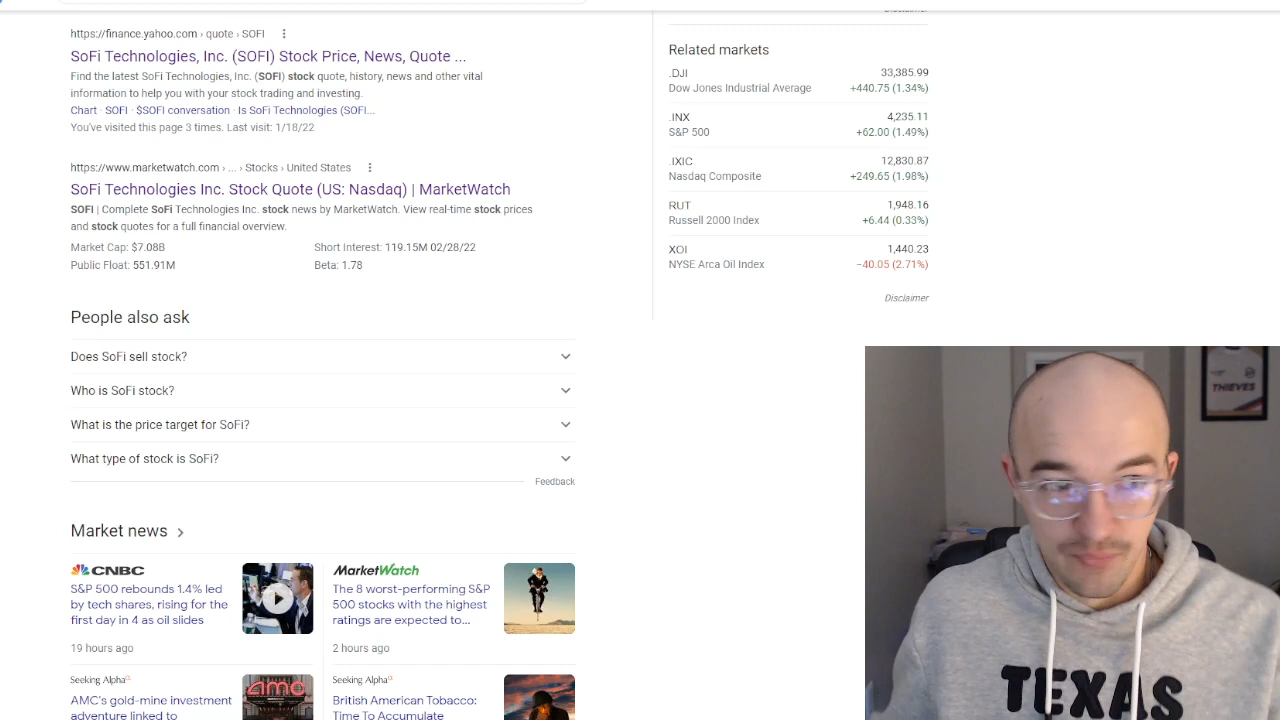 https://finance.yahoo.com › quote › SOFI
SoFi Technologies, Inc. (SOFI) Stock Price, News, Quote ...
Find the latest SoFi Technologies, Inc. (SOFI) stock quote, history, news and other vital
information to help you with your stock trading and investing.
Chart · SOFI · $SOFI conversation · Is SoFi Technologies (SOFI...
You've visited this page 3 times. Last visit: 1/18/22
https://www.marketwatch.com › ... › Stocks › United States
SoFi Technologies Inc. Stock Quote (US: Nasdaq) | MarketWatch
SOFI | Complete SoFi Technologies Inc. stock news by MarketWatch. View real-time stock prices
and stock quotes for a full financial overview.
Market Cap: $7.08B
Short Interest: 119.15M 02/28/22
Public Float: 551.91M
Beta: 1.78
People also ask
Does SoFi sell stock?
Who is SoFi stock?
What is the price target for SoFi?
What type of stock is SoFi?
Feedback
Market news
CNBC
S&P 500 rebounds 1.4% led
by tech shares, rising for the
first day in 4 as oil slides
19 hours ago
MarketWatch
The 8 worst-performing S&P
500 stocks with the highest
ratings are expected to...
2 hours ago
Seeking Alpha
AMC's gold-mine investment
adventure linked to
amc
Seeking Alpha
British American Tobacco:
Time To Accumulate
Related markets
.DJI 33,385.99
Dow Jones Industrial Average +440.75 (1.34%)
.INX 4,235.11
S&P 500 +62.00 (1.49%)
.IXIC 12,830.87
Nasdaq Composite +249.65 (1.98%)
RUT 1,948.16
Russell 2000 Index +6.44 (0.33%)
XOI 1,440.23
NYSE Arca Oil Index −40.05 (2.71%)
Disclaimer
THIEVES
TEXAS